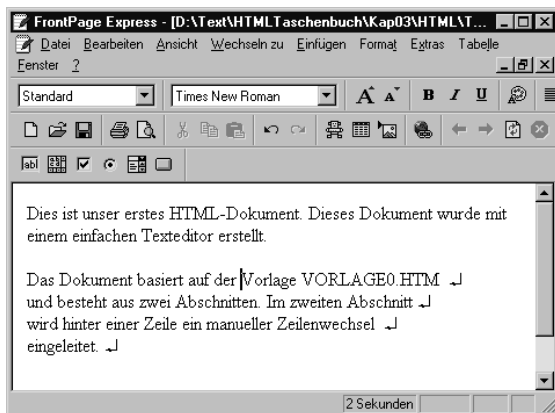 FrontPage Express - [D:\Text\HTMLTaschenbuch\Kap03\HTML\T...
Datei Bearbeiten Ansicht Wechseln zu Einfügen Format Extras Tabelle
Fenster ?
Standard Times New Roman A A B I U
abl
Dies ist unser erstes HTML-Dokument. Dieses Dokument wurde mit
einem einfachen Texteditor erstellt.
Das Dokument basiert auf der Vorlage VORLAGE0.HTM ↵
und besteht aus zwei Abschnitten. Im zweiten Abschnitt ↵
wird hinter einer Zeile ein manueller Zeilenwechsel ↵
eingeleitet. ↵
2 Sekunden